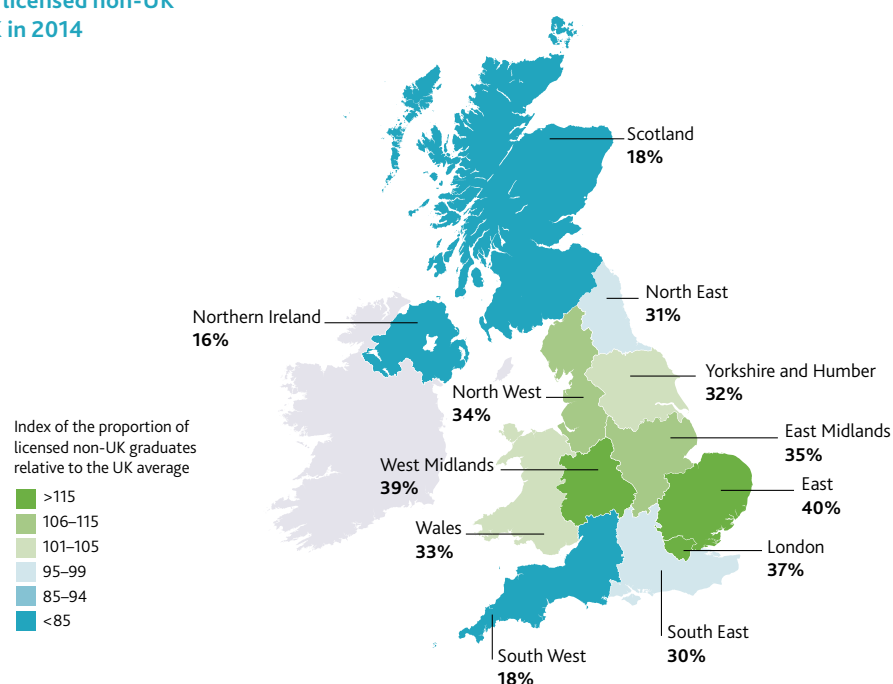 licensed non-UK
in 2014
Scotland
18%
North East
31%
Northern Ireland
16%
Yorkshire and Humber
32%
North West
34%
East Midlands
35%
West Midlands
39%
East
40%
Wales
33%
London
37%
South East
30%
South West
18%
Index of the proportion of
licensed non-UK graduates
relative to the UK average
>115
106–115
101–105
95–99
85–94
<85